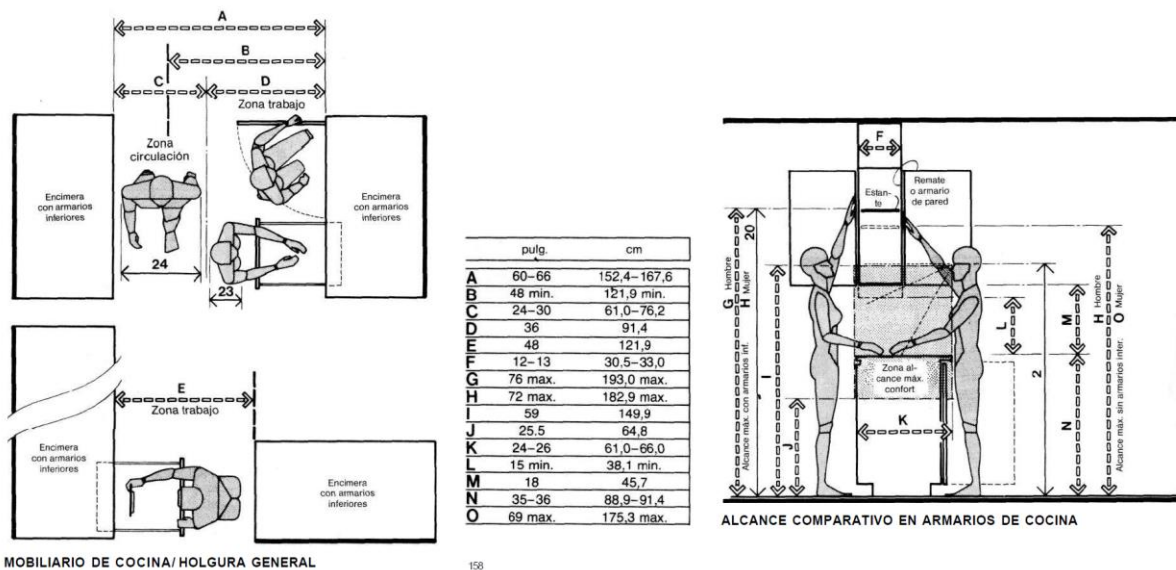 A
B
C
D
Zona trabajo
Zona
circulación
Encimera
con armarios
inferiores
Encimera
con armarios
inferiores
24
23
E
Zona trabajo
Encimera
con armarios
inferiores
Encimera
con armarios
inferiores
MOBILIARIO DE COCINA/ HOLGURA GENERAL
pulg. cm
A 60–66 152,4–167,6
B 48 min. 121,9 min.
C 24–30 61,0–76,2
D 36 91,4
E 48 121,9
F 12–13 30,5–33,0
G 76 max. 193,0 max.
H 72 max. 182,9 max.
I 59 149,9
J 25.5 64,8
K 24–26 61,0–66,0
L 15 min. 38,1 min.
M 18 45,7
N 35–36 88,9–91,4
O 69 max. 175,3 max.
158
F
Estan-
te
Remate
o armario
de pared
20
G Hombre
H Mujer
Alcance máx. con armarios inf.
I
J
Zona al-
cance máx.
confort
K
L
M
2
N
H Hombre
O Mujer
Alcance máx. sin armarios inter.
ALCANCE COMPARATIVO EN ARMARIOS DE COCINA